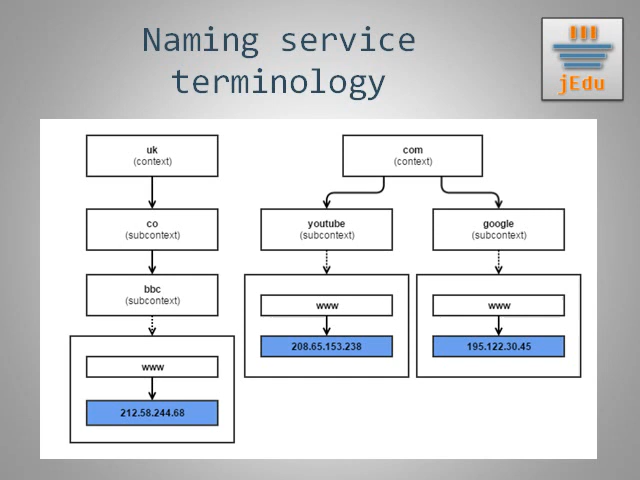 Naming service
terminology
jEdu
uk
(context)
co
(subcontext)
bbc
(subcontext)
www
212.58.244.68
com
(context)
youtube
(subcontext)
www
208.65.153.238
google
(subcontext)
www
195.122.30.45